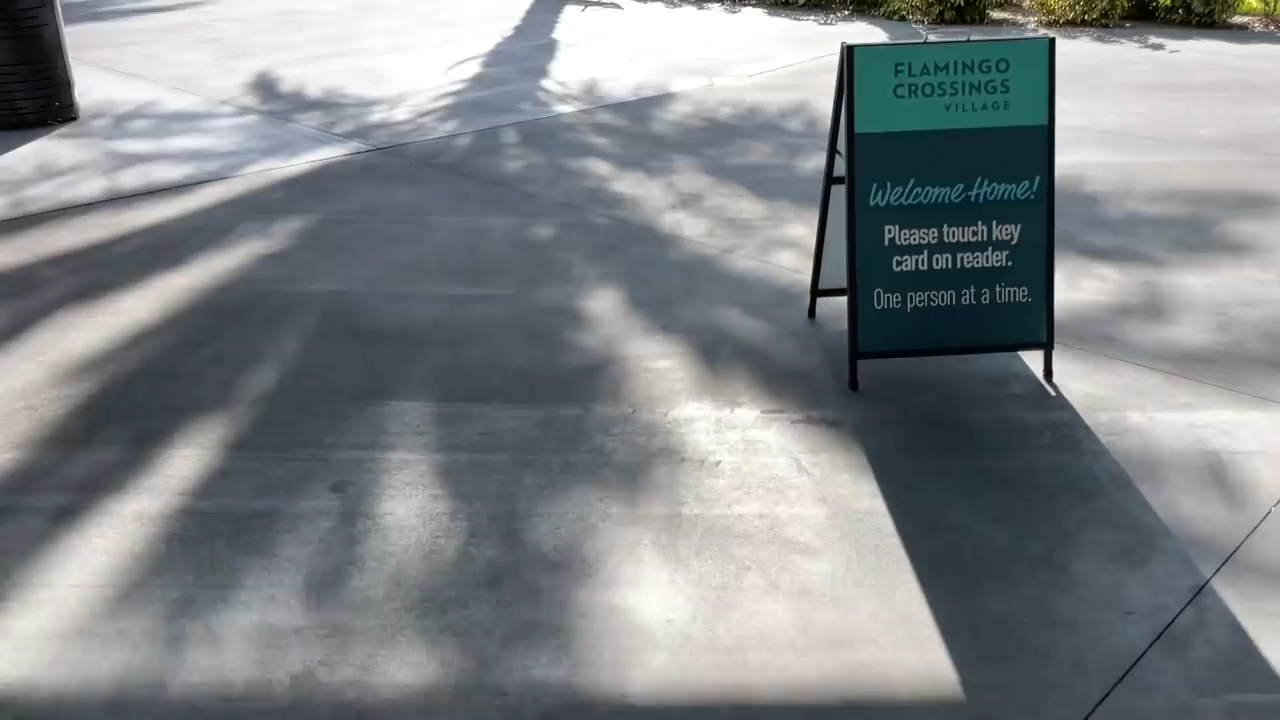 FLAMINGO
CROSSINGS
VILLAGE
Welcome Home!
Please touch key
card on reader.
One person at a time.